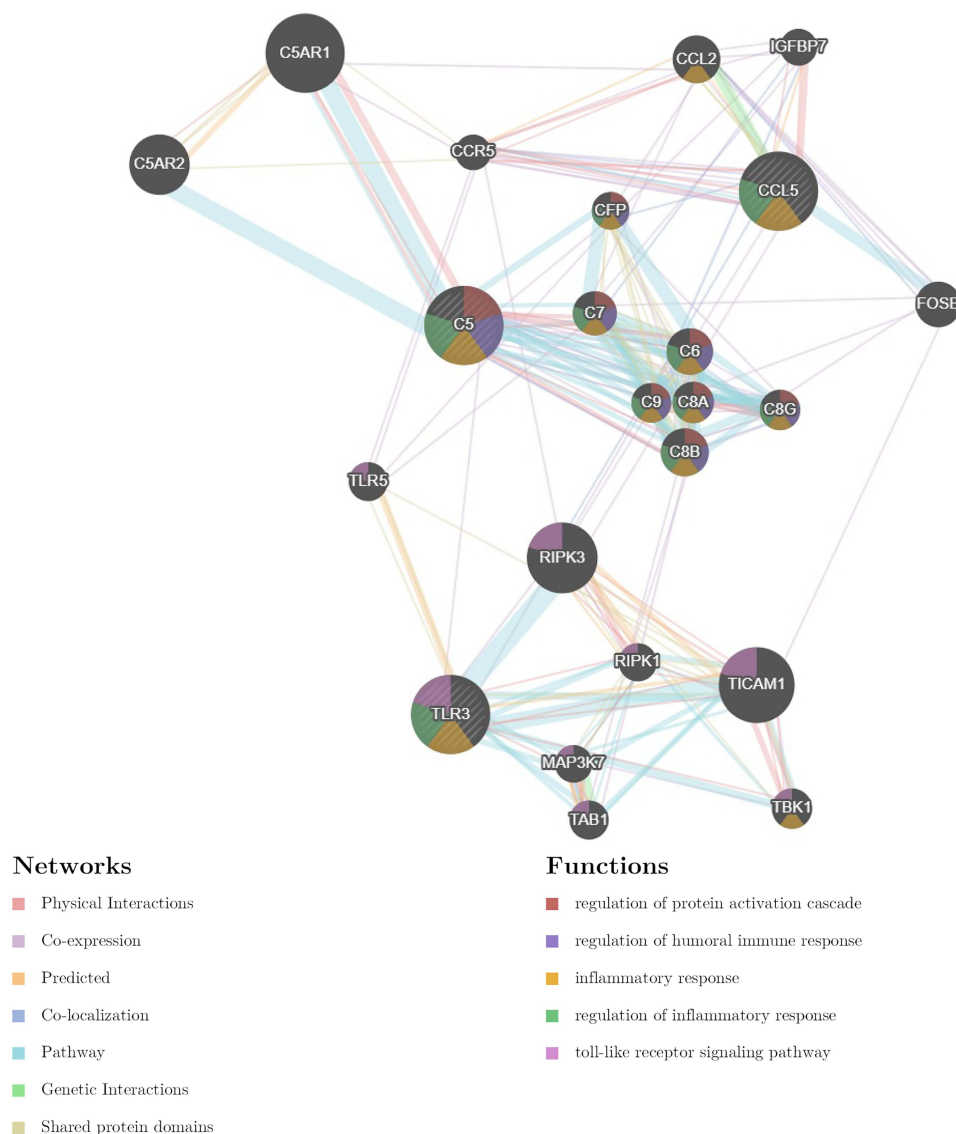 C5AR1
IGFBP7
CCL2
CCR5
C5AR2
CCL5
CFP
FOSB
C7
C5
C6
C9
C8A
C8G
C8B
TLR5
RIPK3
RIPK1
TICAM1
TLR3
MAP3K7
TBK1
TAB1
Networks
Physical Interactions
Co-expression
Predicted
Co-localization
Pathway
Genetic Interactions
Shared protein domains
Functions
regulation of protein activation cascade
regulation of humoral immune response
inflammatory response
regulation of inflammatory response
toll-like receptor signaling pathway